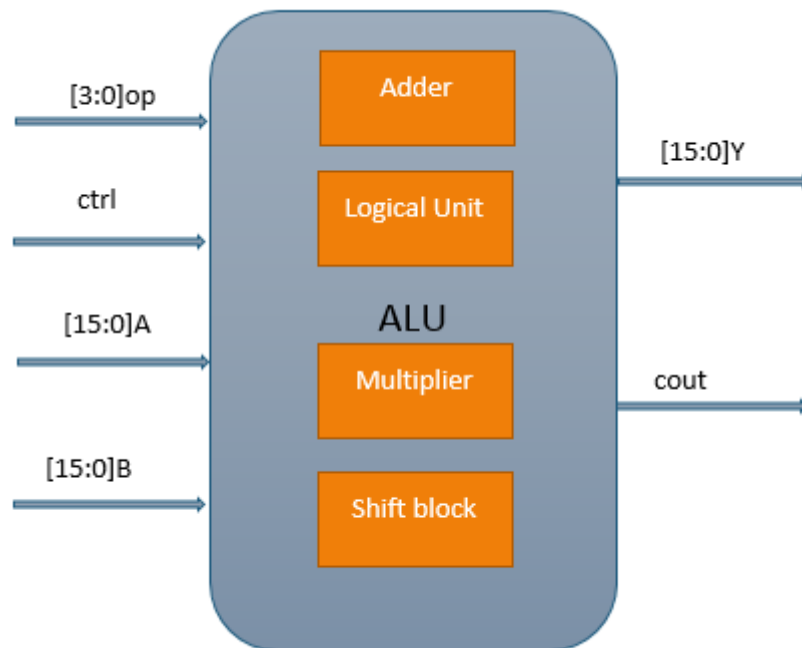 [3:0]op
ctrl
[15:0]A
[15:0]B
Adder
Logical Unit
ALU
Multiplier
Shift block
[15:0]Y
cout